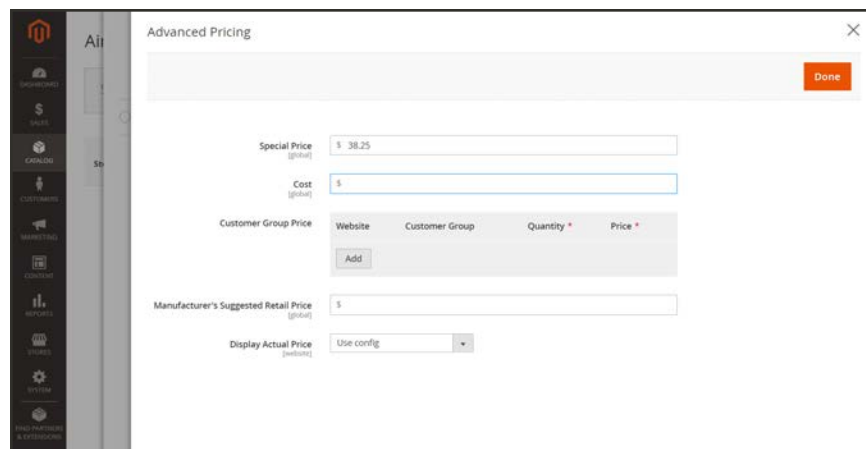 Advanced Pricing
Done
Air
DASHBOARD
$
SALES
CATALOG
CUSTOMERS
MARKETING
CONTENT
REPORTS
STORES
SYSTEM
FIND PARTNERS
& EXTENSIONS
Special Price
[global]
$ 38.25
Cost
[global]
$
Customer Group Price
Website Customer Group Quantity * Price *
Add
Manufacturer's Suggested Retail Price
[global]
$
Display Actual Price
[website]
Use config